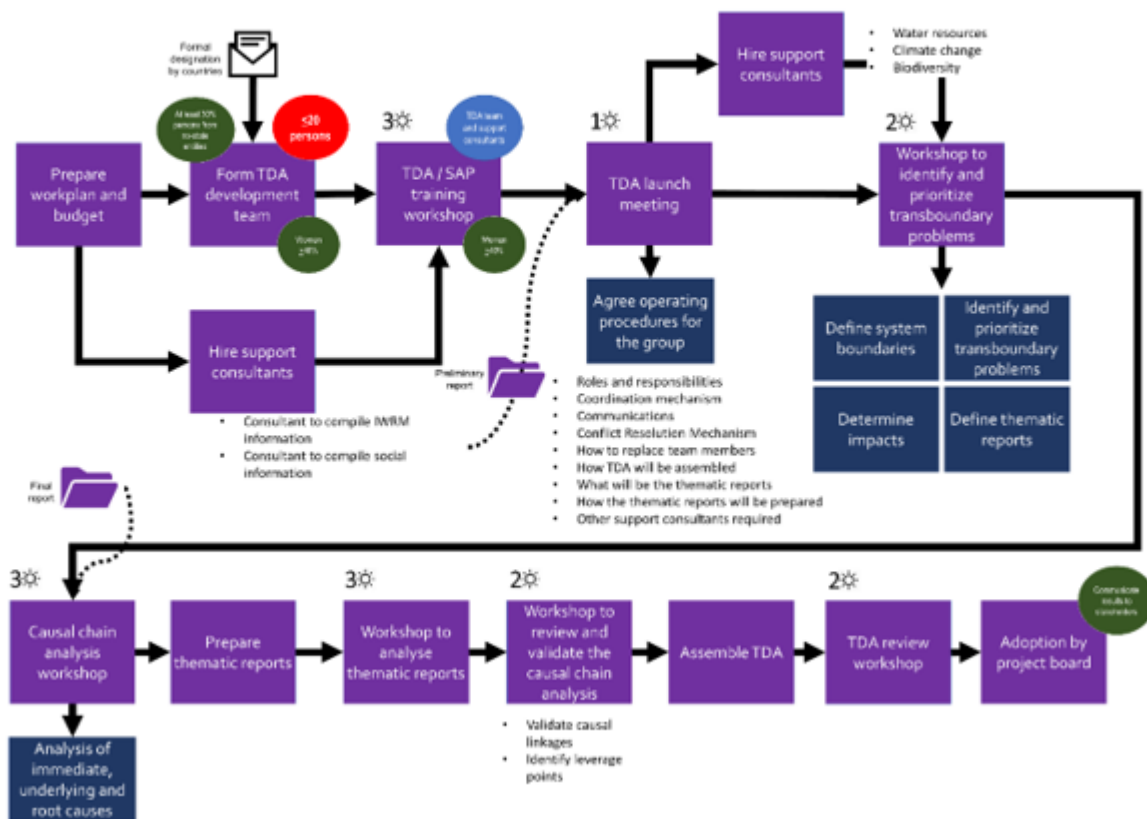 Formal
designation
by countries
At least 20%
persons from
entities
≤20
persons
Prepare
workplan and
budget
Form TDA
development
team
Women
3
TDA / SAP
training
workshop
TDA team
and support
consultants
Women
Hire support
consultants
• Consultant to compile IWRM
information
• Consultant to compile social
information
Preliminary
report
1
TDA launch
meeting
Hire support
consultants
• Water resources
• Climate change
• Biodiversity
2
Workshop to
identify and
prioritize
transboundary
problems
Agree operating
procedures for
the group
• Roles and responsibilities
• Coordination mechanism
• Communications
• Conflict Resolution Mechanism
• How to replace team members
• How TDA will be assembled
• What will be the thematic reports
• How the thematic reports will be prepared
• Other support consultants required
Define system
boundaries
Identify and
prioritize
transboundary
problems
Determine
impacts
Define thematic
reports
Final
report
3
Causal chain
analysis
workshop
Prepare
thematic reports
3
Workshop to
analyse
thematic reports
2
Workshop to
review and
validate the
causal chain
analysis
• Validate causal
linkages
• Identify leverage
points
Assemble TDA
2
TDA review
workshop
Adoption by
project board
Communicate
results to
stakeholders
Analysis of
immediate,
underlying and
root causes